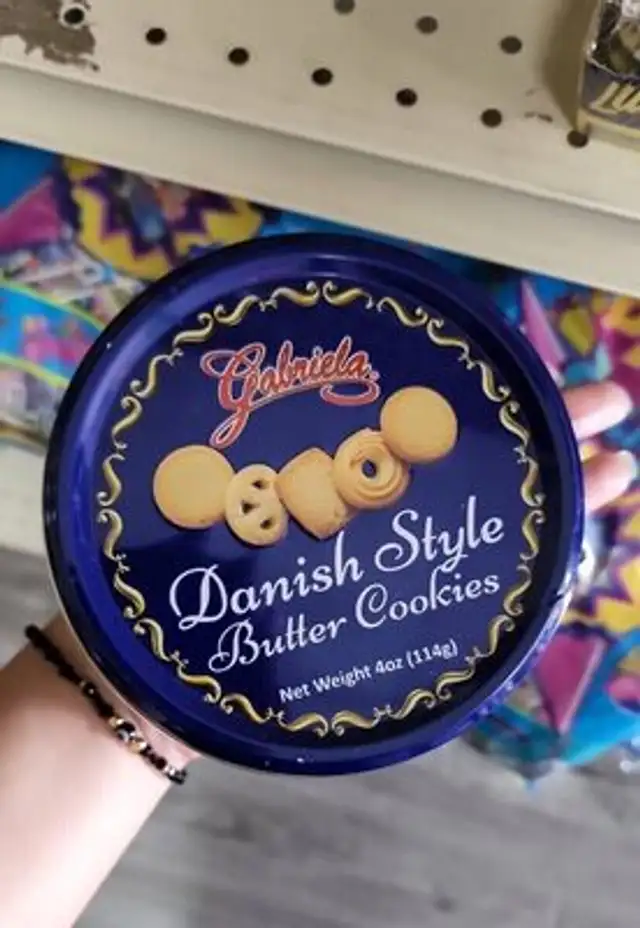 Gabriela
Danish Style
Butter Cookies
Net Weight 4oz (114g)